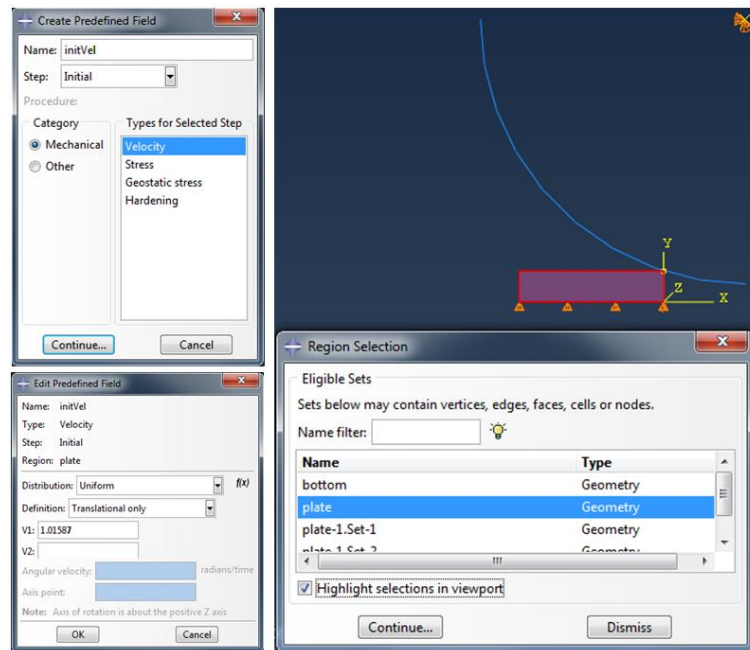 Create Predefined Field
Name: initVel
Step: Initial
Procedure:
Category
Types for Selected Step
Mechanical
Other
Velocity
Stress
Geostatic stress
Hardening
Continue...
Cancel
Y
Z
X
Edit Predefined Field
Name: initVel
Type: Velocity
Step: Initial
Region: plate
Distribution: Uniform f(x)
Definition: Translational only
V1: 1.01587
V2:
Angular velocity: radians/time
Axis point:
Note: Axis of rotation is about the positive Z axis
OK
Cancel
Region Selection
Eligible Sets
Sets below may contain vertices, edges, faces, cells or nodes.
Name filter:
Name Type
bottom Geometry
plate Geometry
plate-1.Set-1 Geometry
plate-1.Set-2 Geometry
Highlight selections in viewport
Continue...
Dismiss